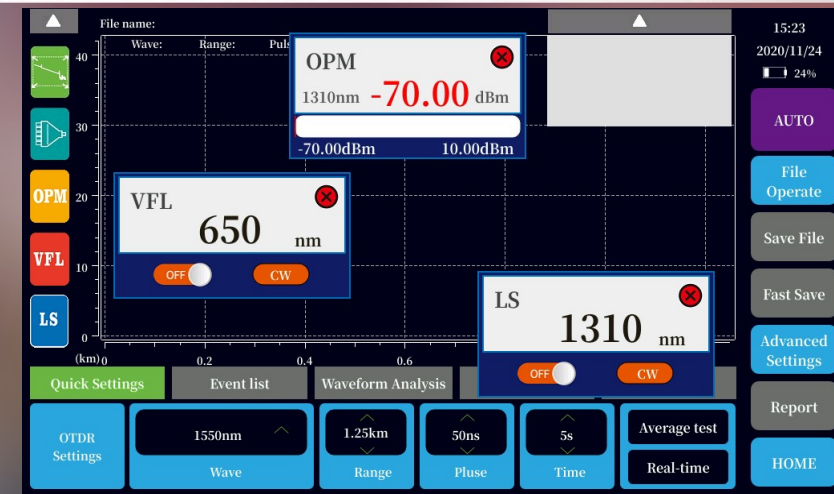 File name:
Wave: Range: Puls
40
30
20
10
0
(km) 0 0.2 0.4 0.6
OPM
VFL
LS
OPM
1310nm -70.00 dBm
-70.00dBm 10.00dBm
VFL
650 nm
OFF CW
LS
1310 nm
OFF CW
Quick Settings Event list Waveform Analysis
OTDR
Settings
1550nm
Wave
1.25km
Range
50ns
Pluse
5s
Time
Average test
Real-time
15:23
2020/11/24
24%
AUTO
File
Operate
Save File
Fast Save
Advanced
Settings
Report
HOME